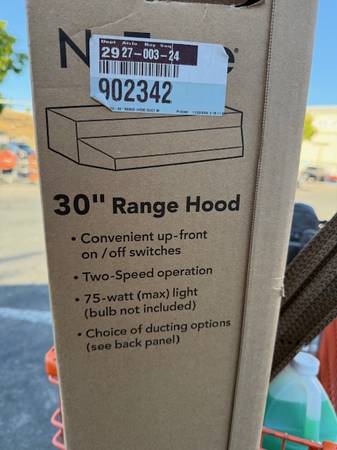 Dept Aisle Bay Seq
29 27-003-24
902342
30" Range Hood
• Convenient up-front
on/off switches
• Two-Speed operation
• 75-watt (max) light
(bulb not included)
• Choice of ducting options
(see back panel)